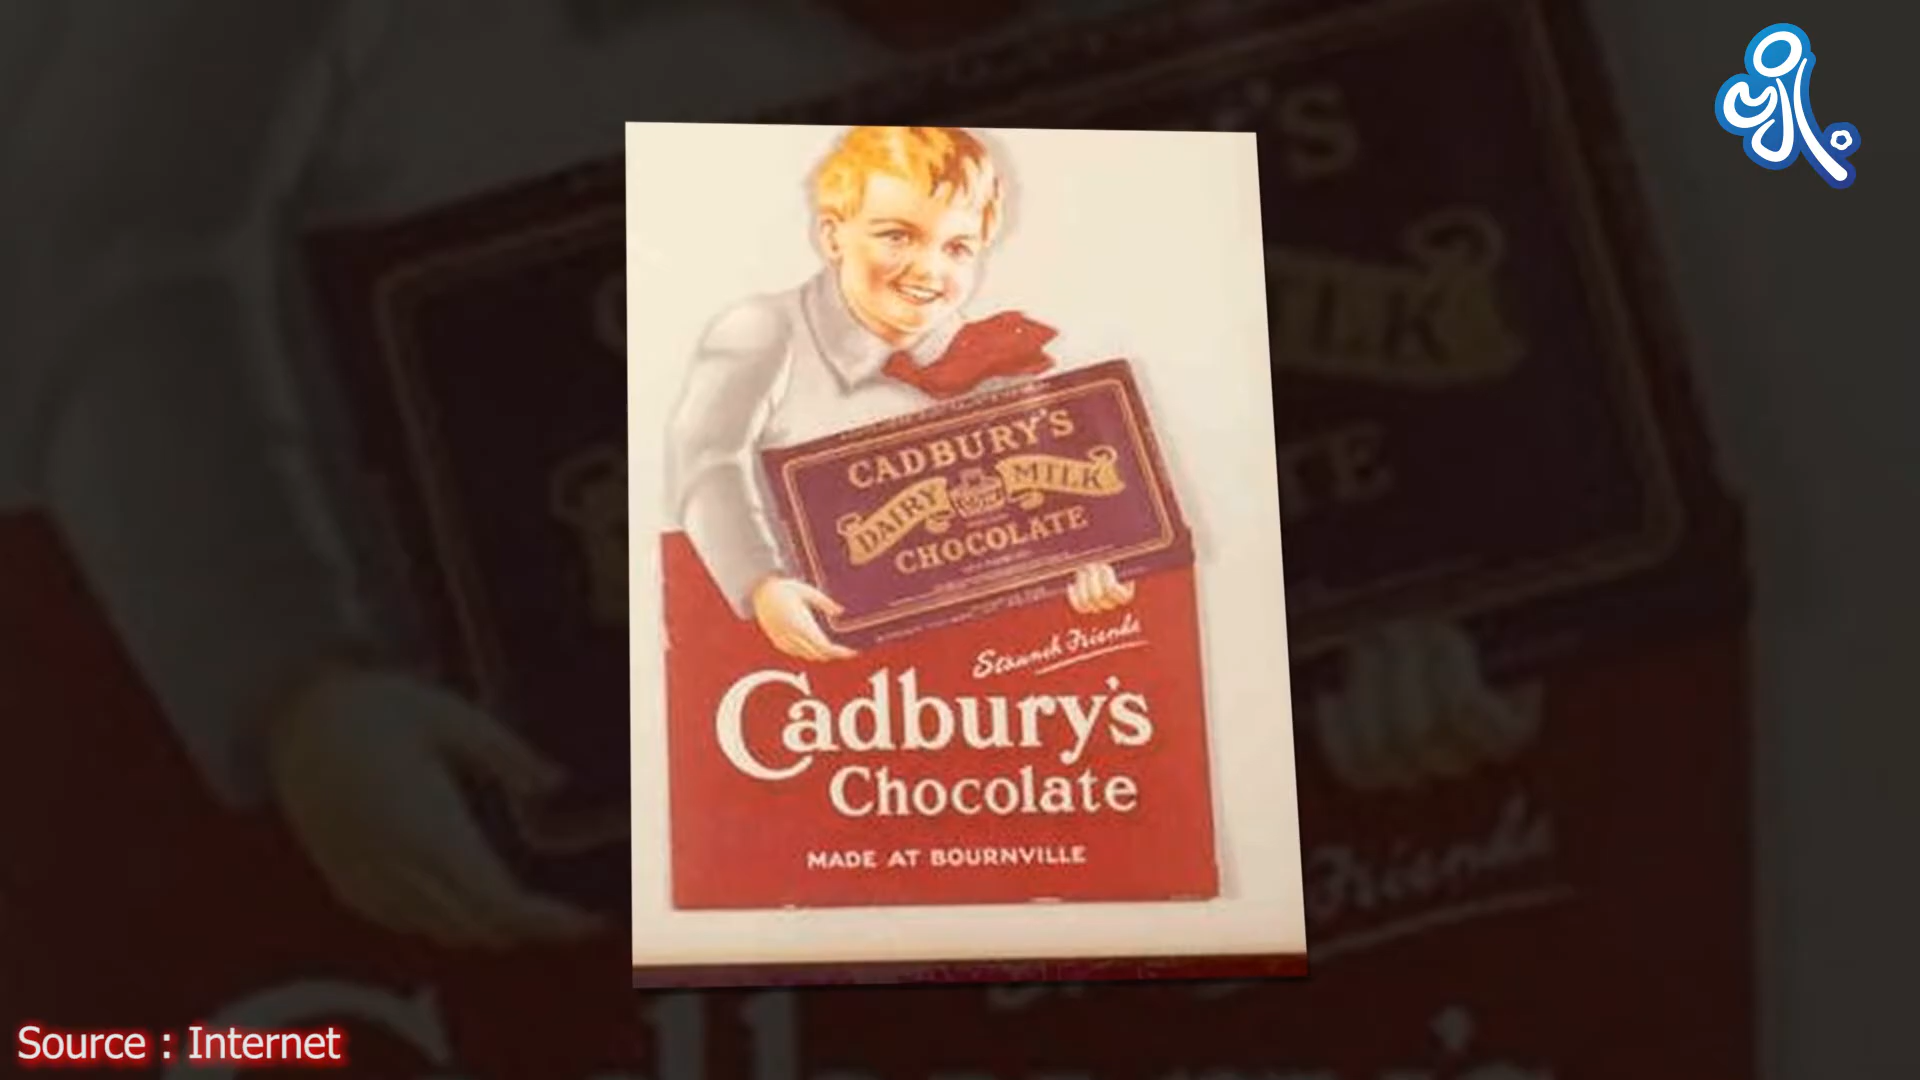 CADBURY'S
DAIRY MILK
CHOCOLATE
Staunch Friends
Cadbury's
Chocolate
MADE AT BOURNVILLE
Source : Internet